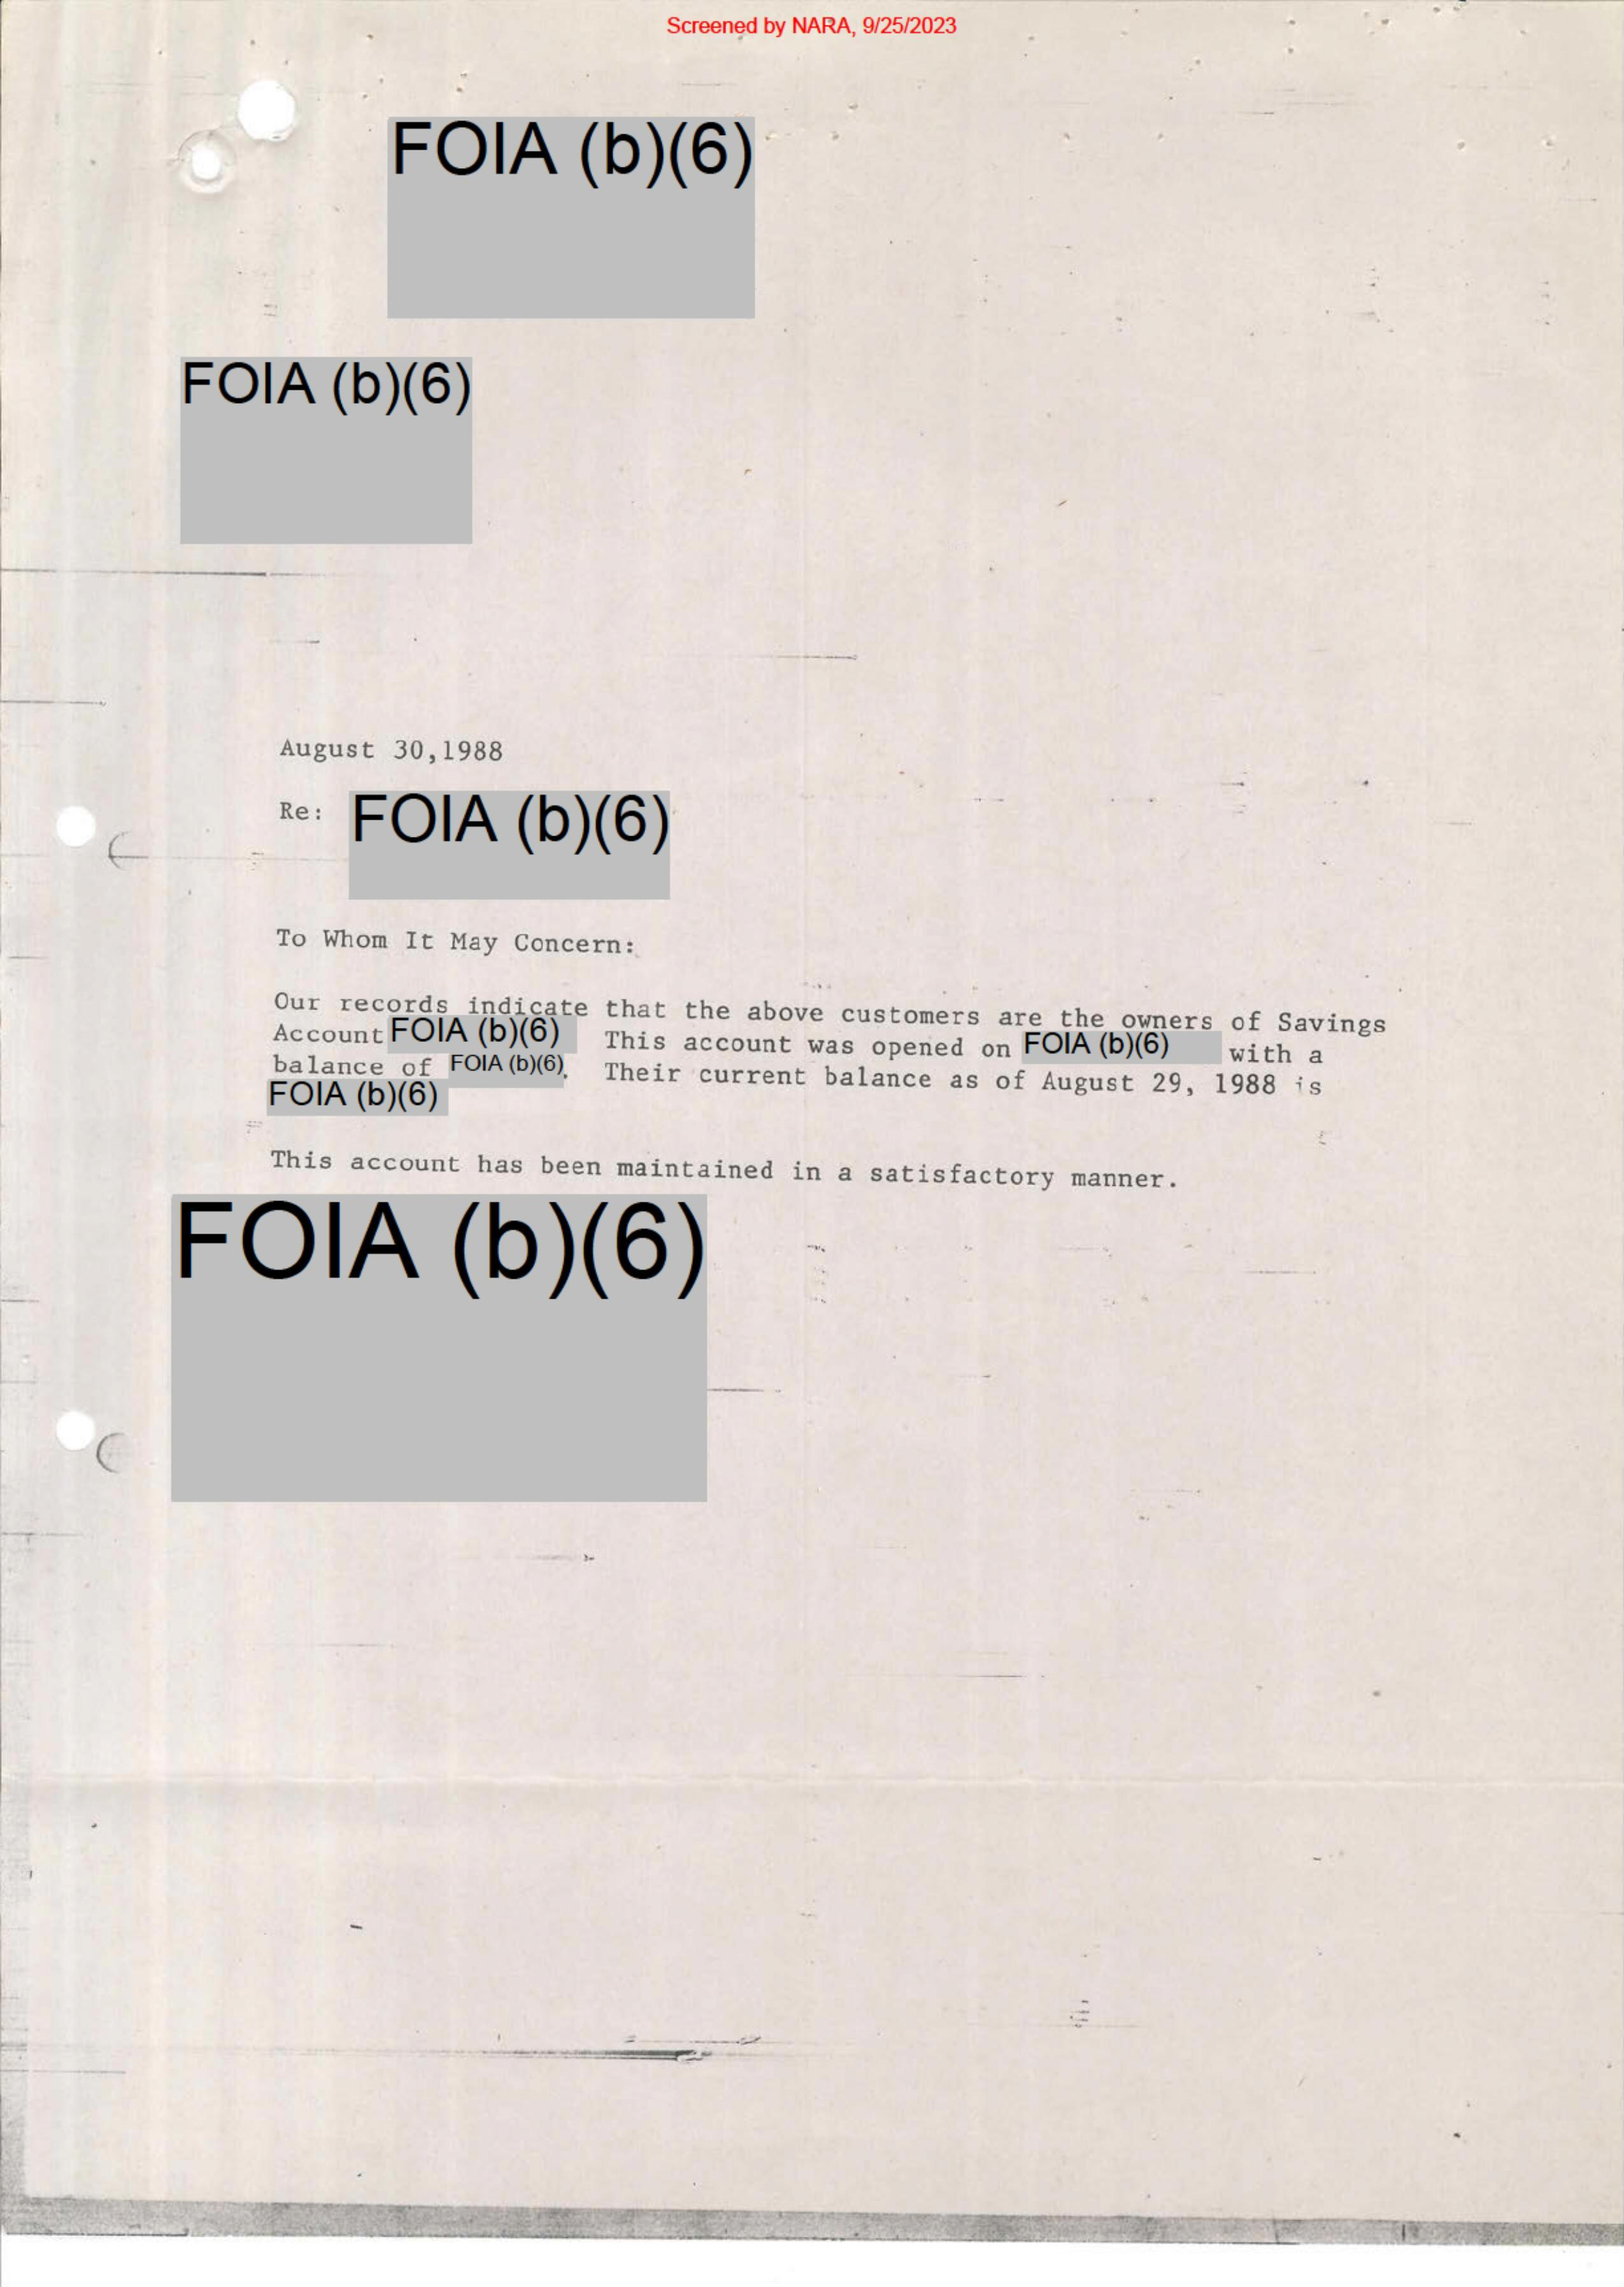 Screened by NARA, 9/25/2023
FOIA (b)(6)
FOIA (b)(6)
August 30,1988
Re: FOIA (b)(6)
To Whom It May Concern:
Our records indicate that the above customers are the owners of Savings
Account FOIA (b)(6) This account was opened on FOIA (b)(6) with a
balance of FOIA (b)(6). Their current balance as of August 29, 1988 is
FOIA (b)(6)
This account has been maintained in a satisfactory manner.
FOIA (b)(6)